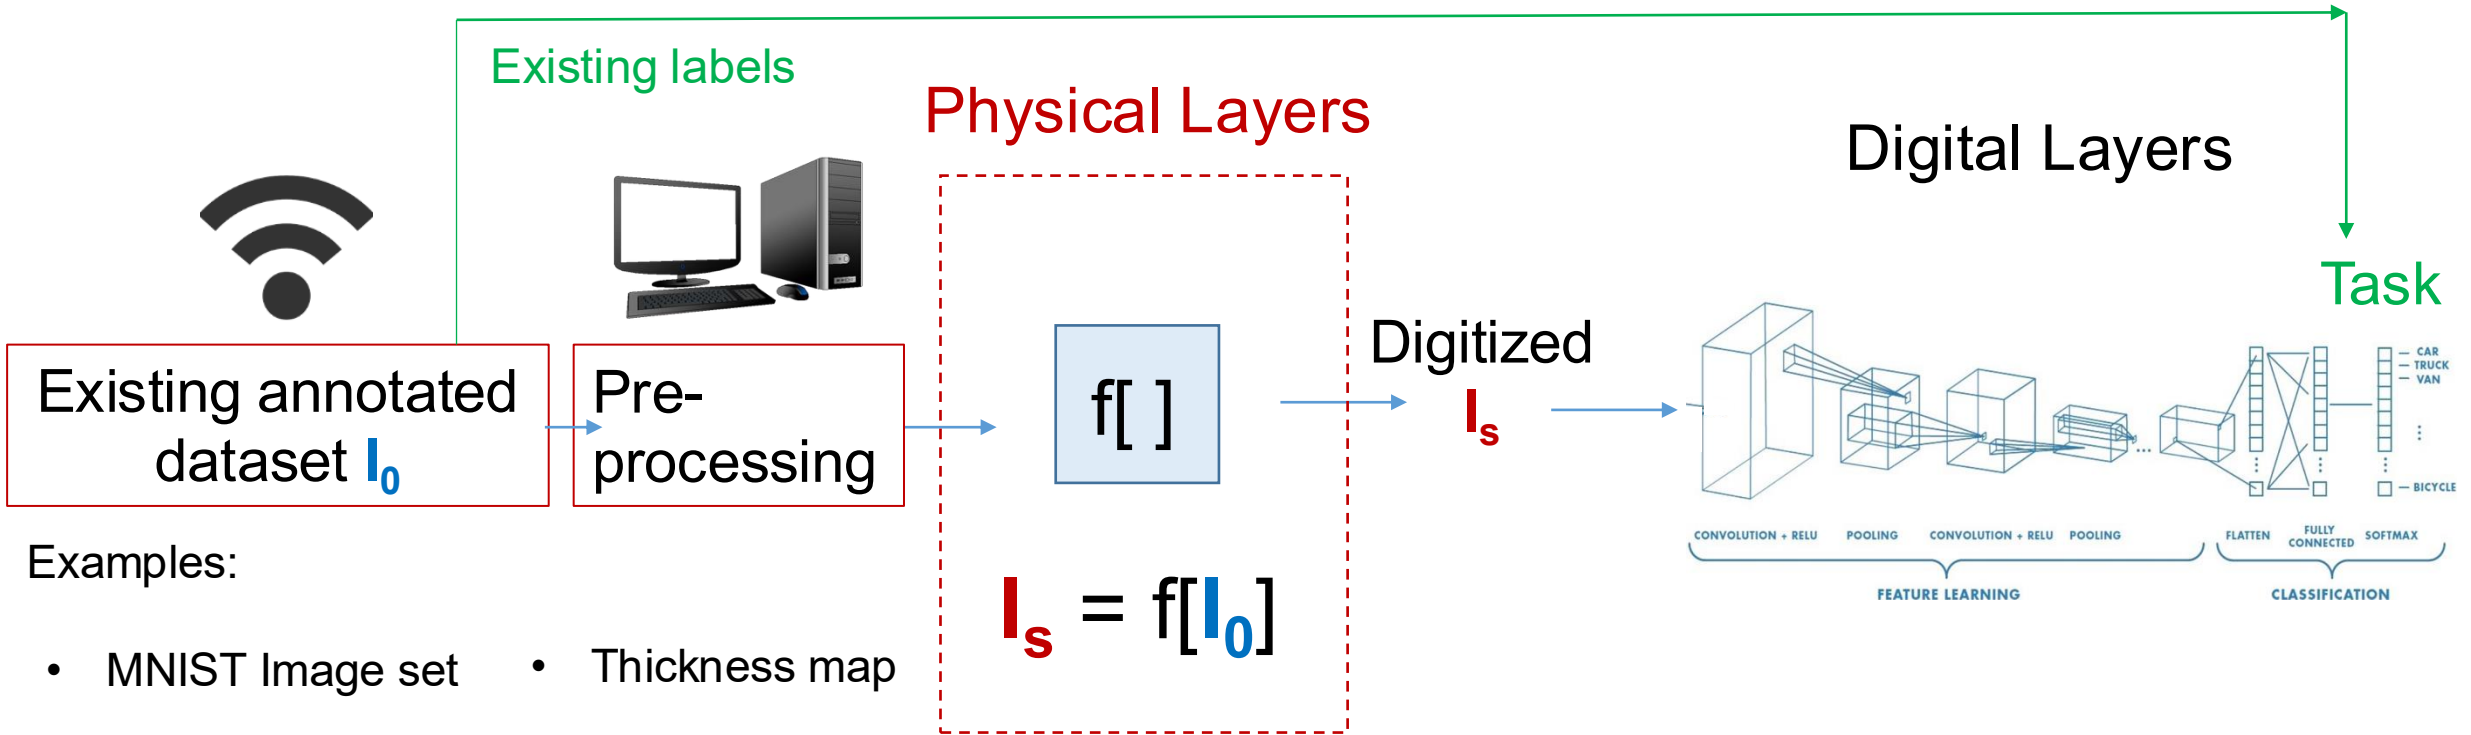 Existing labels
Physical Layers
Digital Layers
Task
Existing annotated
dataset I0
Pre-
processing
f[ ]
Digitized
Is
CAR
TRUCK
VAN
BICYCLE
CONVOLUTION + RELU
POOLING
CONVOLUTION + RELU
POOLING
FLATTEN
FULLY
CONNECTED
SOFTMAX
FEATURE LEARNING
CLASSIFICATION
Is = f[I0]
Examples:
• MNIST Image set
• Thickness map